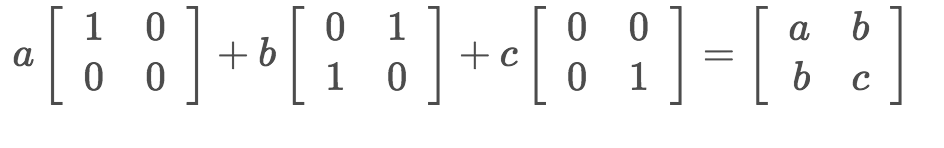 a [ 1 0 ; 0 0 ] + b [ 0 1 ; 1 0 ] + c [ 0 0 ; 0 1 ] = [ a b ; b c ]